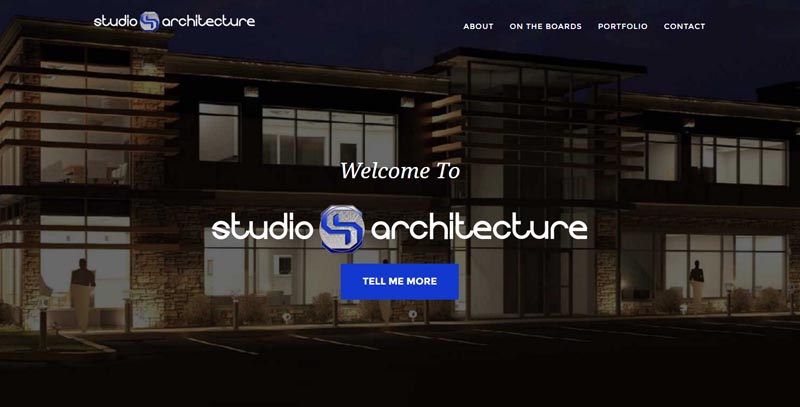 studio S architecture
ABOUT ON THE BOARDS PORTFOLIO CONTACT
Welcome To
studio S architecture
TELL ME MORE